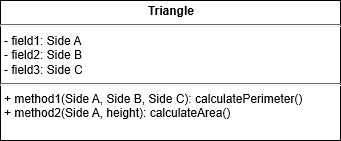 Triangle
- field1: Side A
- field2: Side B
- field3: Side C
+ method1(Side A, Side B, Side C): calculatePerimeter()
+ method2(Side A, height): calculateArea()